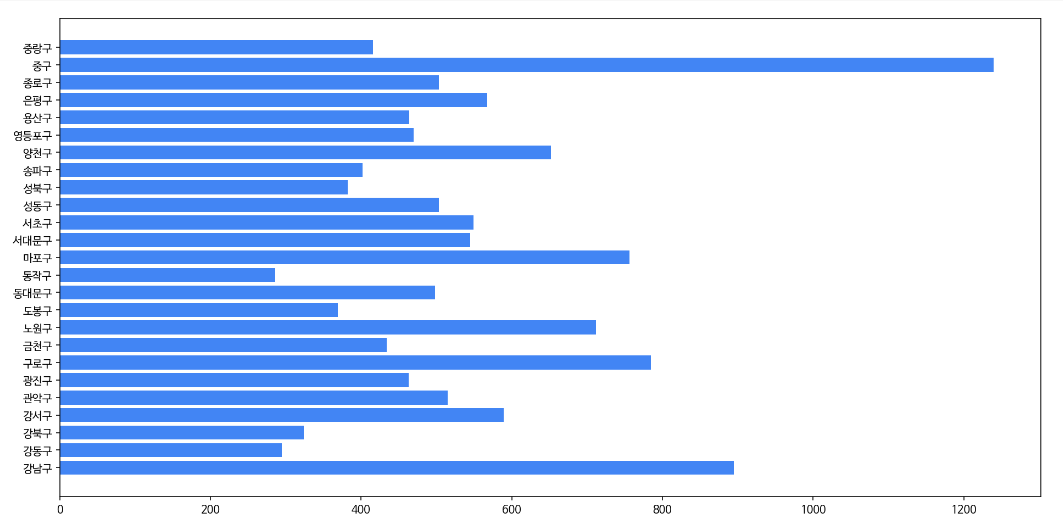 중랑구
중구
종로구
은평구
용산구
영등포구
양천구
송파구
성북구
성동구
서초구
서대문구
마포구
동작구
동대문구
도봉구
노원구
금천구
구로구
광진구
관악구
강서구
강북구
강동구
강남구
0 200 400 600 800 1000 1200